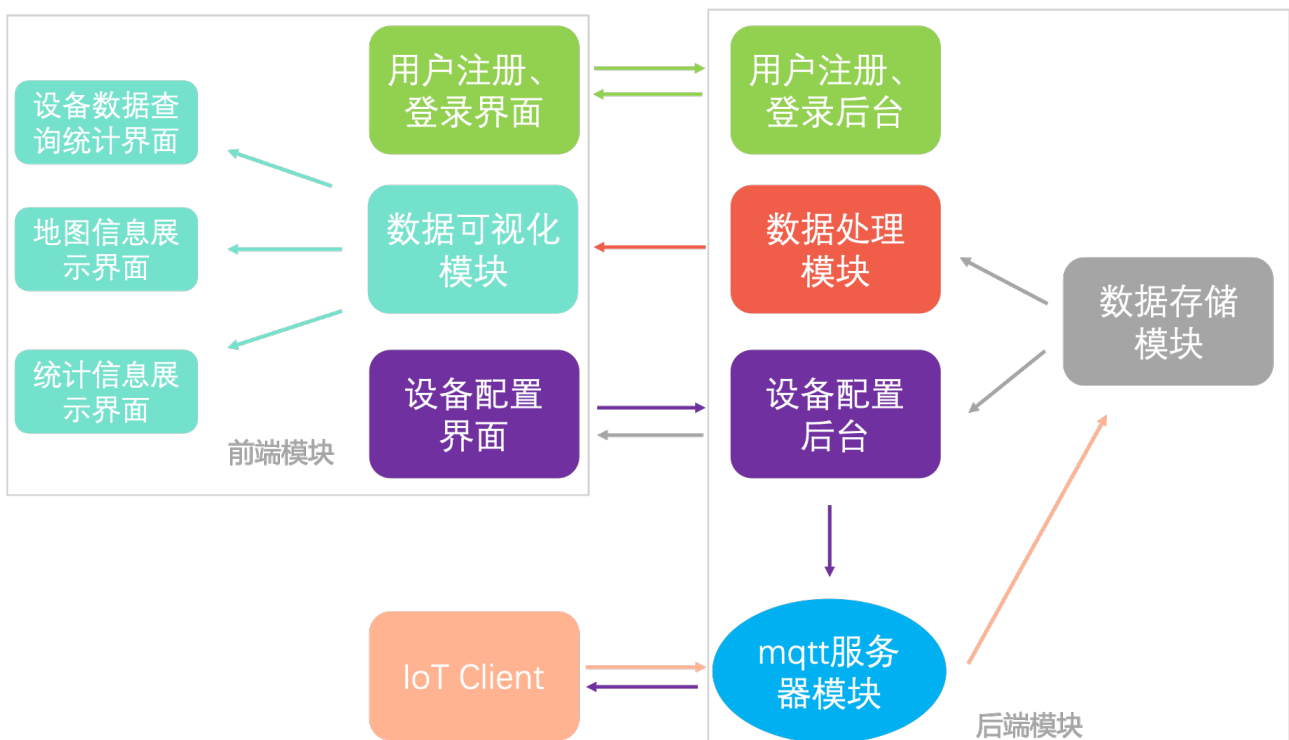 用户注册、
登录界面
用户注册、
登录后台
设备数据查
询统计界面
数据可视化
模块
数据处理
模块
地图信息展
示界面
数据存储
模块
统计信息展
示界面
设备配置
界面
设备配置
后台
前端模块
IoT Client
mqtt服务
器模块
后端模块